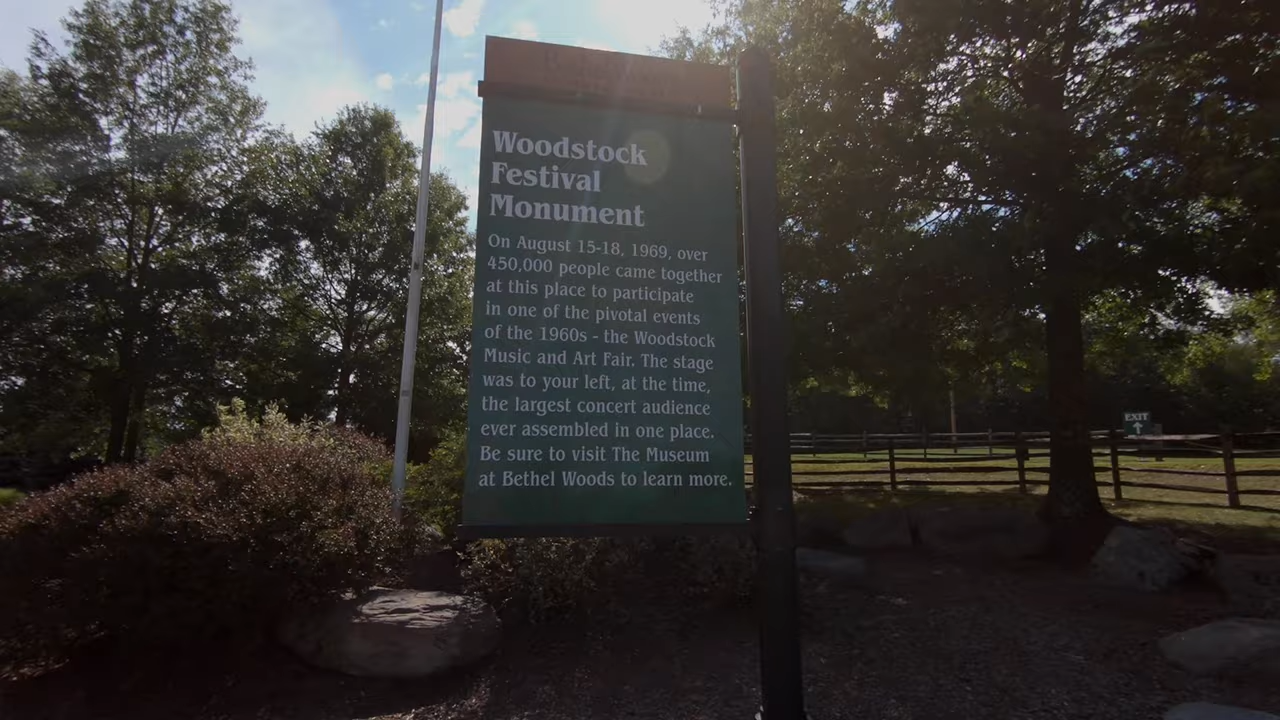 Woodstock
Festival
Monument
On August 15-18, 1969, over
450,000 people came together
at this place to participate
in one of the pivotal events
of the 1960s - the Woodstock
Music and Art Fair. The stage
was to your left, at the time,
the largest concert audience
ever assembled in one place.
Be sure to visit The Museum
at Bethel Woods to learn more.
EXIT